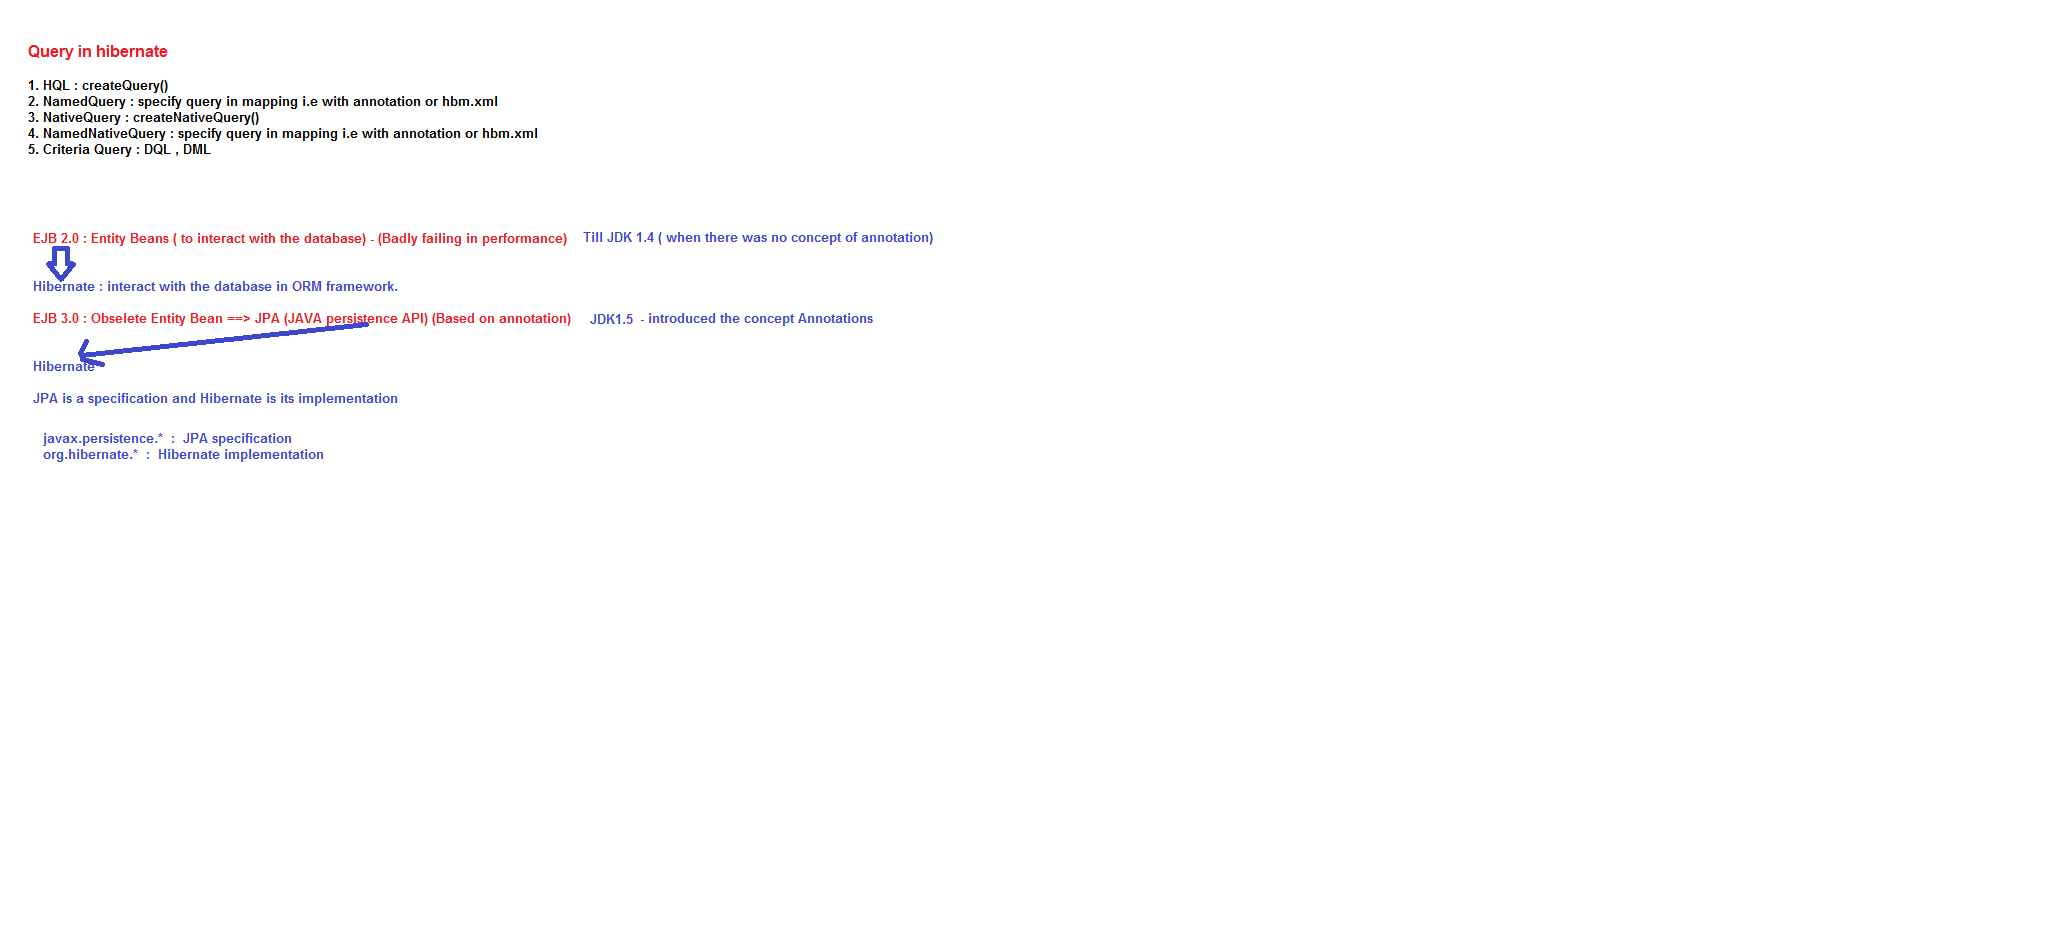 Query in hibernate
1. HQL : createQuery()
2. NamedQuery : specify query in mapping i.e with annotation or hbm.xml
3. NativeQuery : createNativeQuery()
4. NamedNativeQuery : specify query in mapping i.e with annotation or hbm.xml
5. Criteria Query : DQL , DML
EJB 2.0 : Entity Beans ( to interact with the database) - (Badly failing in performance) Till JDK 1.4 ( when there was no concept of annotation)
Hibernate : interact with the database in ORM framework.
EJB 3.0 : Obselete Entity Bean ==> JPA (JAVA persistence API) (Based on annotation) JDK1.5 - introduced the concept Annotations
Hibernate
JPA is a specification and Hibernate is its implementation
javax.persistence.* : JPA specification
org.hibernate.* : Hibernate implementation